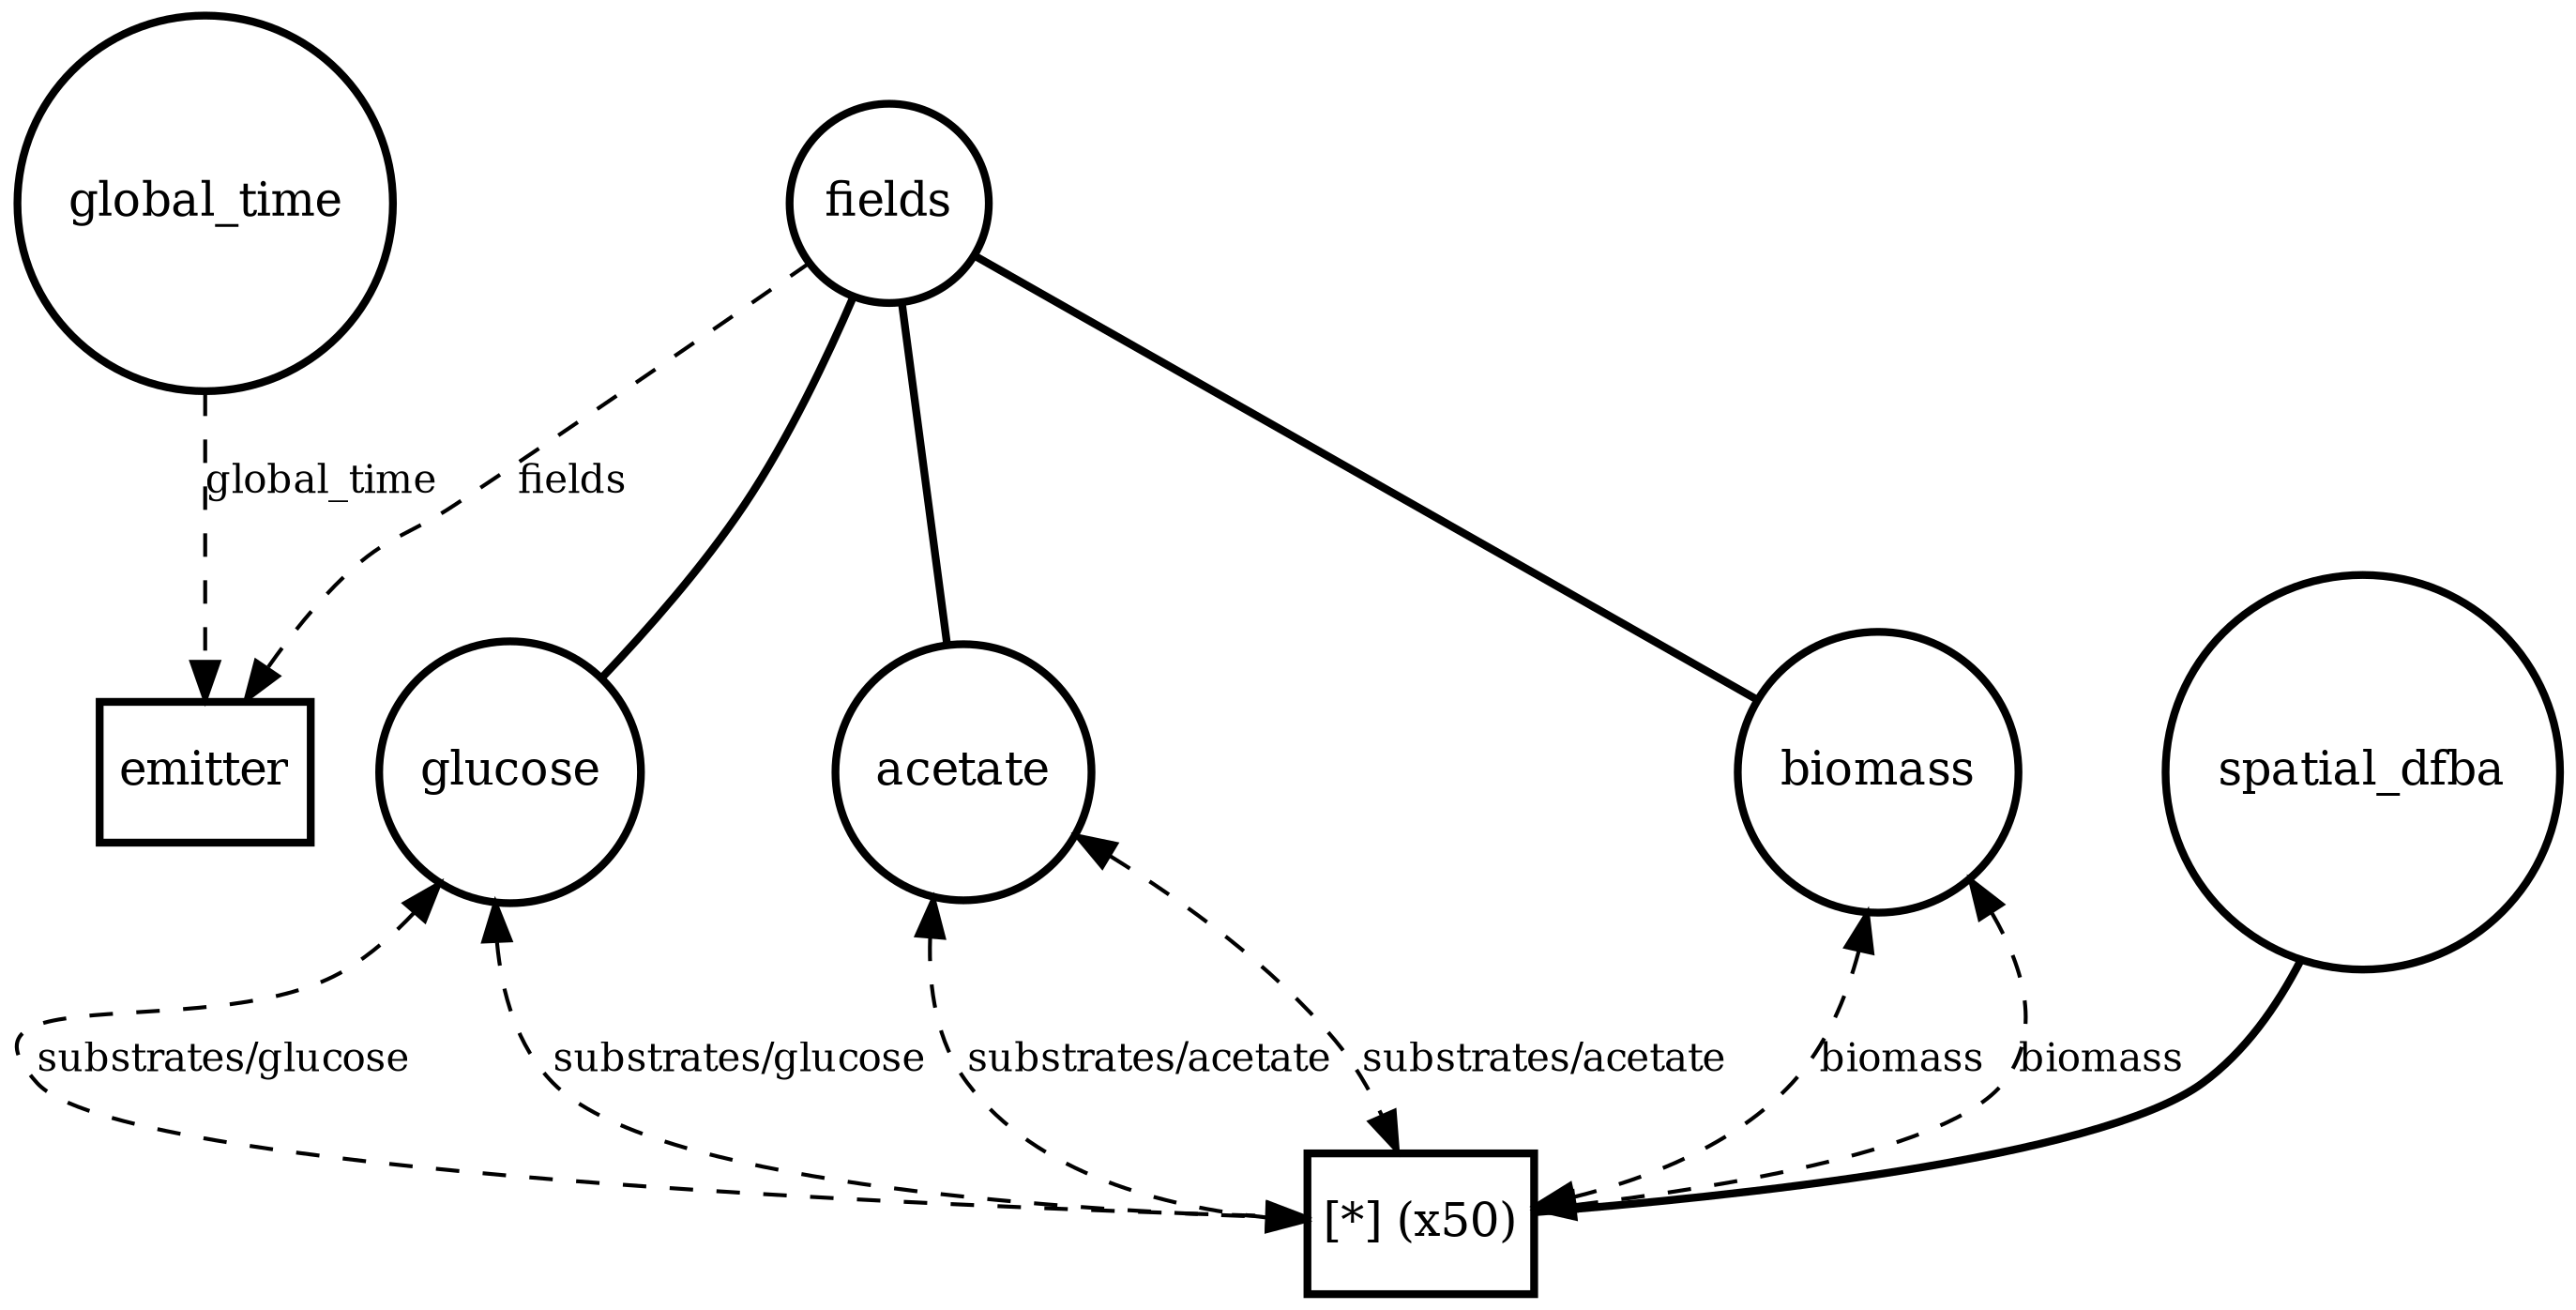 global_time
fields
global_time
fields
emitter
glucose
acetate
biomass
spatial_dfba
substrates/glucose
substrates/glucose
substrates/acetate
substrates/acetate
biomass
biomass
[*] (x50)